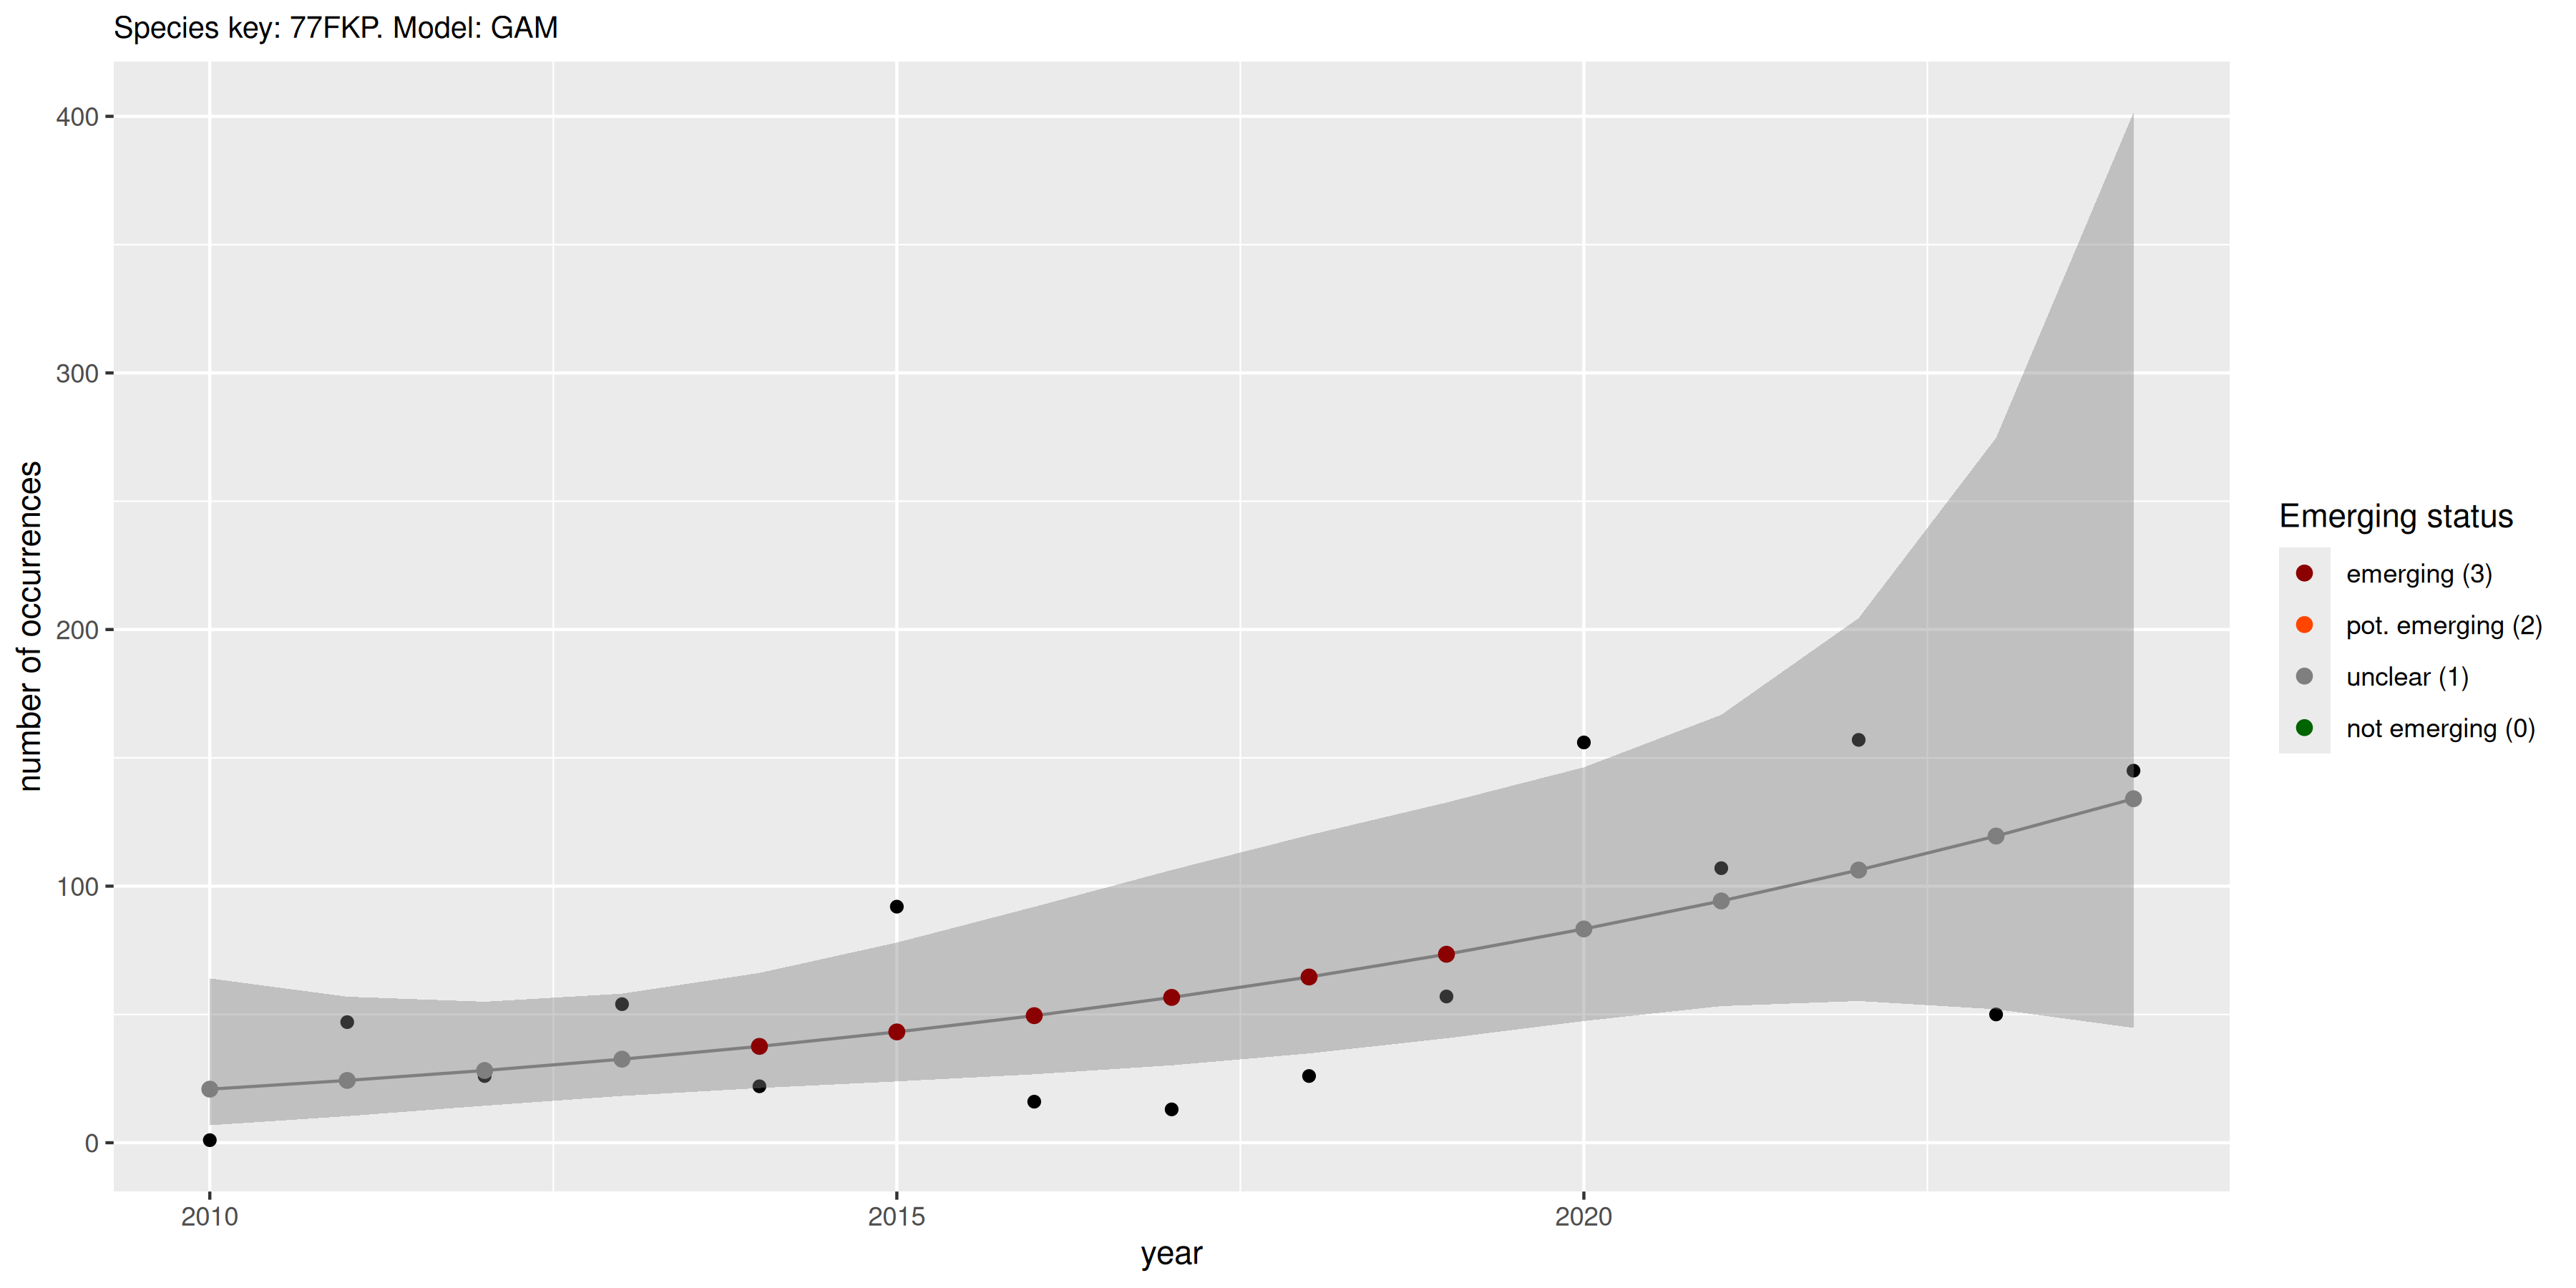 Species key: 77FKP. Model: GAM
400
300
200
100
0
number of occurrences
2010
2015
2020
year
Emerging status
emerging (3)
pot. emerging (2)
unclear (1)
not emerging (0)